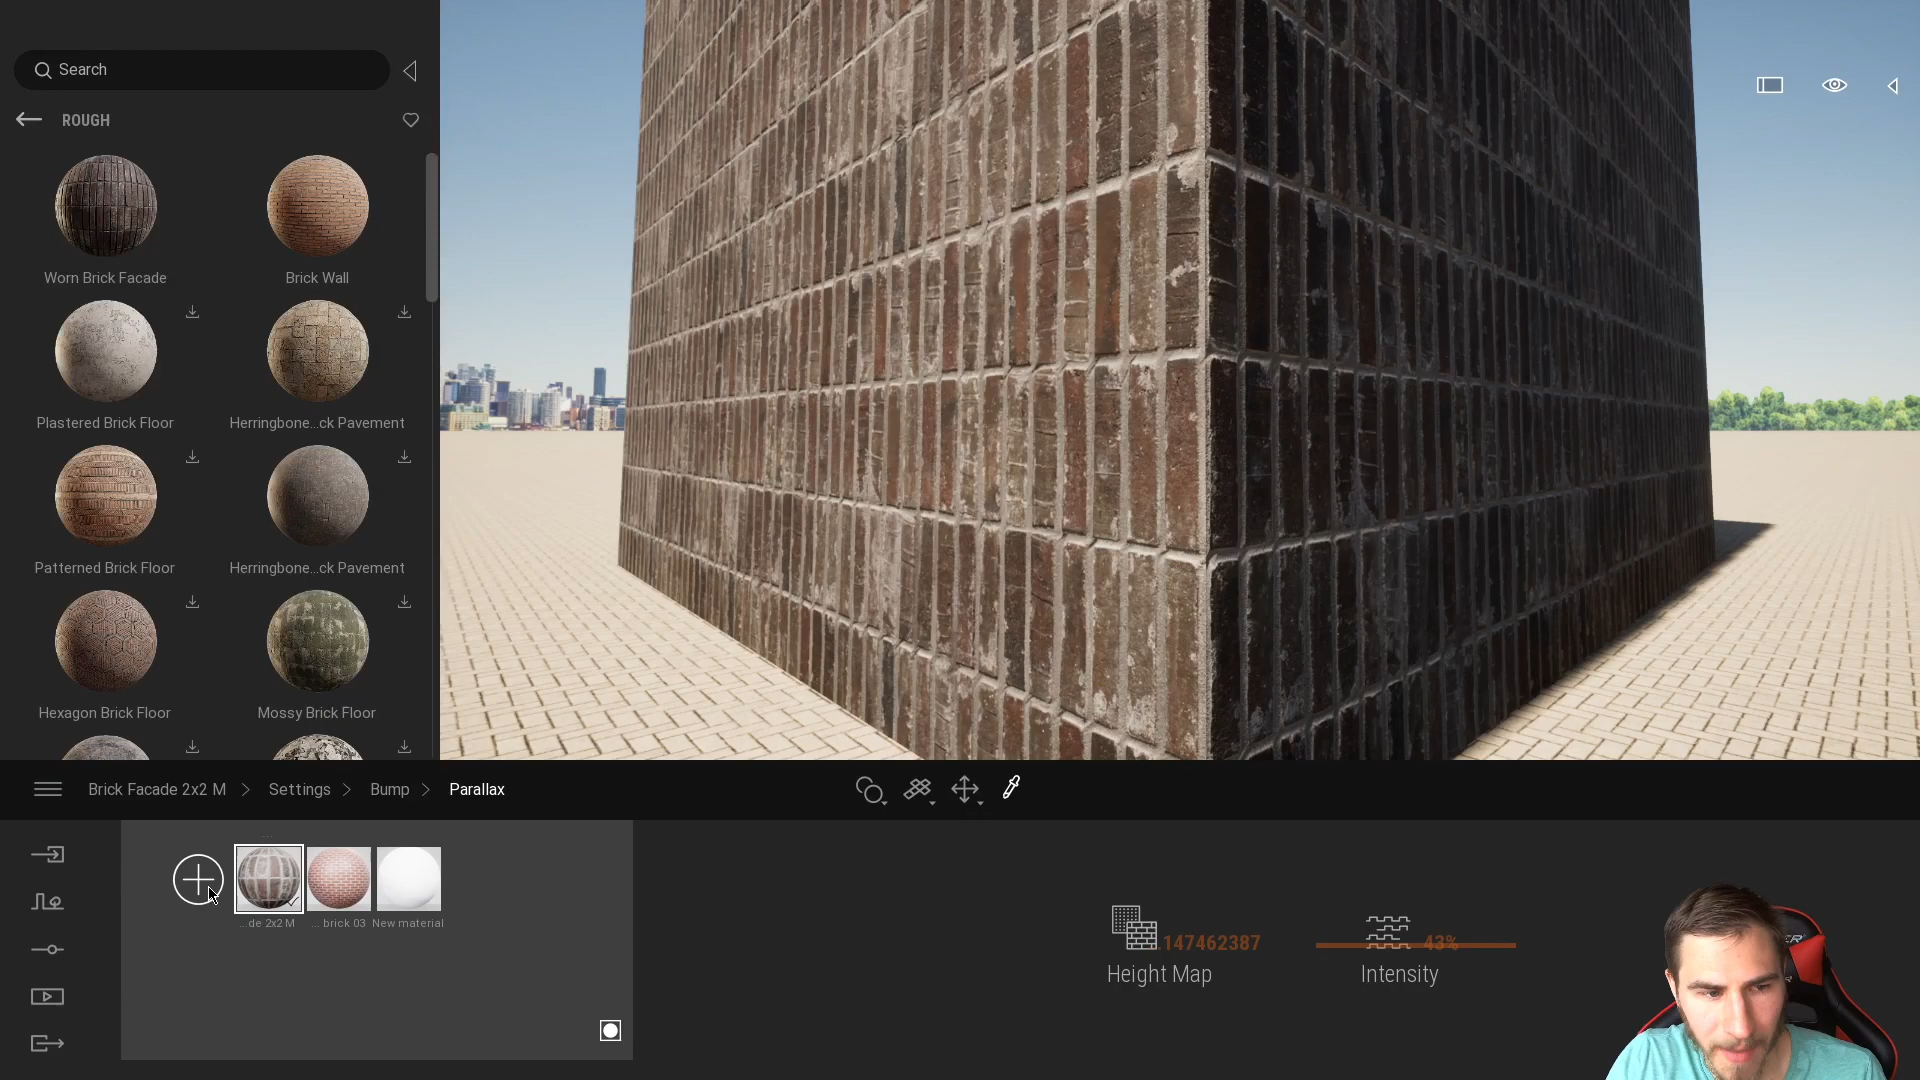 Search
ROUGH
Worn Brick Facade
Brick Wall
Plastered Brick Floor
Herringbone...ck Pavement
Patterned Brick Floor
Herringbone...ck Pavement
Hexagon Brick Floor
Mossy Brick Floor
Brick Facade 2x2 M
Settings
Bump
Parallax
...
...de 2x2 M
... brick 03
New material
147462387
Height Map
43%
Intensity